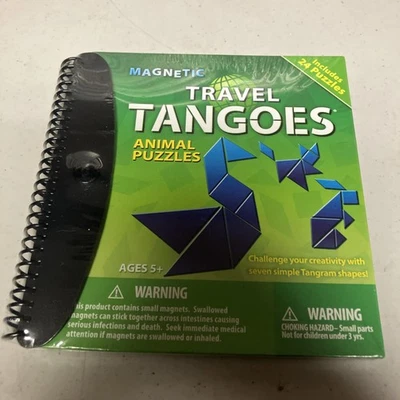 MAGNETIC
Includes
24 Puzzles
TRAVEL
TANGOES
ANIMAL
PUZZLES
Challenge your creativity with
seven simple Tangram shapes!
AGES 5+
WARNING
This product contains small magnets. Swallowed
magnets can stick together across intestines causing
serious infections and death. Seek immediate medical
attention if magnets are swallowed or inhaled.
WARNING
CHOKING HAZARD– Small parts
Not for children under 3 yrs.